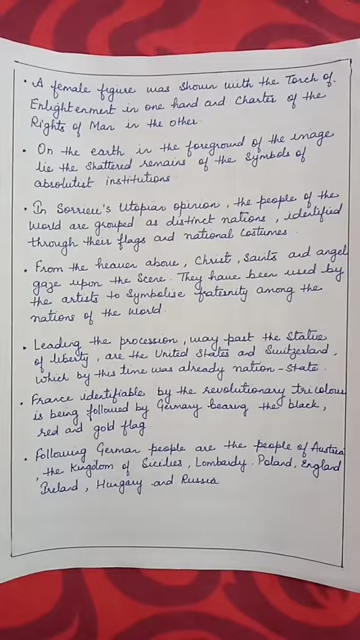 • A female figure was shown with the Torch of
Enlightenment in one hand and Charter of the
Rights of Man in the other.
• On the earth in the foreground of the image
lie the shattered remains of the symbols of
absolutist institutions.
• In Sorrieu's Utopian opinion, the people of the
world are grouped as distinct nations, identified
through their flags and national costumes.
• From the heaven above, Christ, Saints and angel
gaze upon the scene. They have been used by
the artists to symbolise fraternity among the
nations of the world.
• Leading the procession, way past the Statue
of liberty, are the United States and Switzerland,
which by this time was already nation-state.
• France identifiable by the revolutionary tricolour
is being followed by Germany bearing the black,
red and gold flag
• Following German people are the people of Austria
, the Kingdom of Sicilies, Lombardy. Poland, England
Ireland, Hungary and Russia